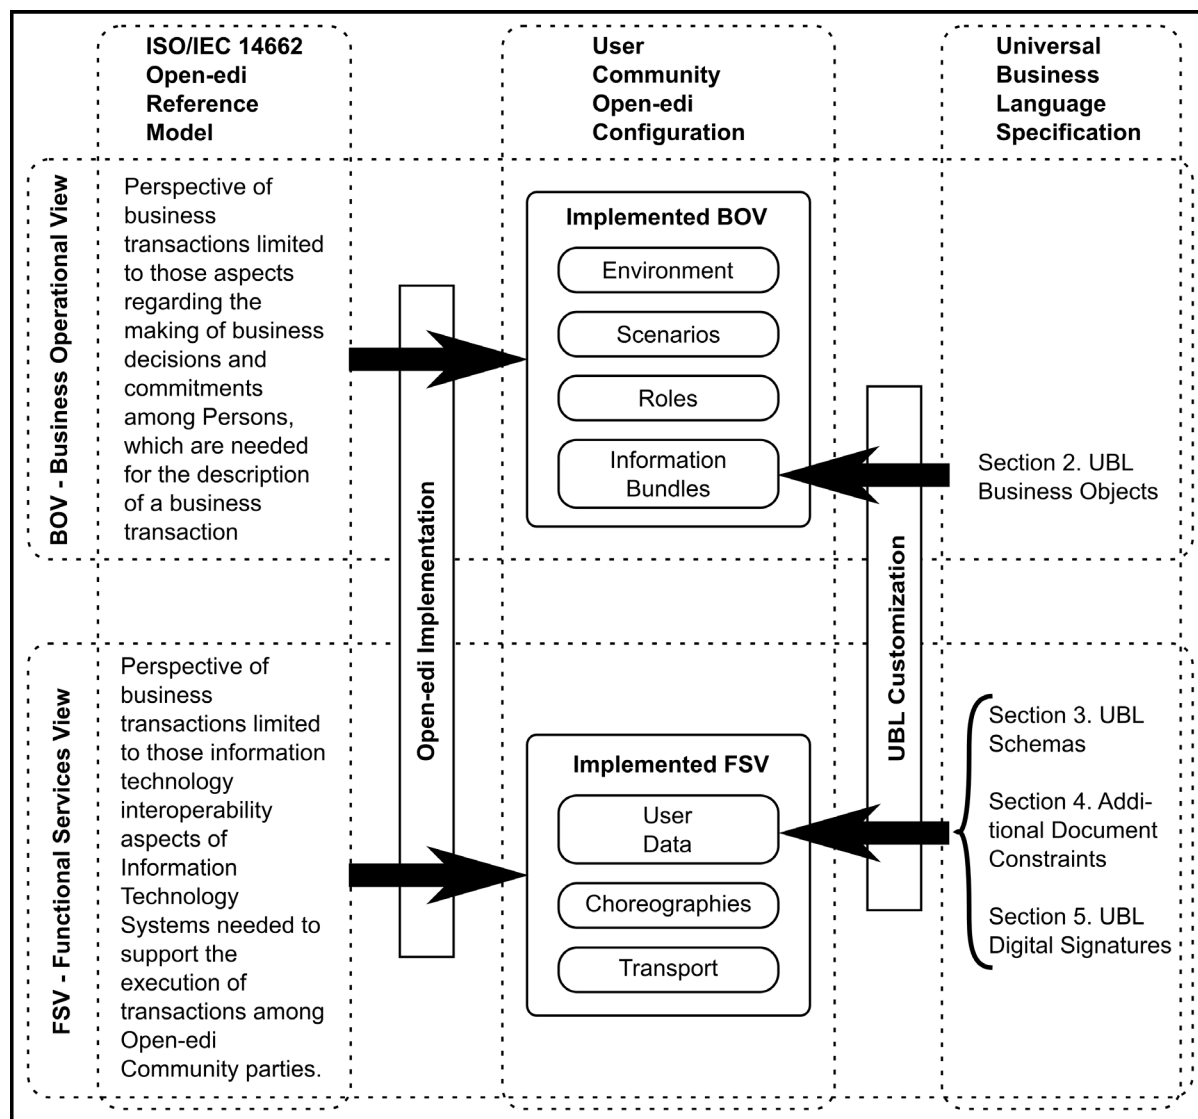 ISO/IEC 14662
Open-edi
Reference
Model
User
Community
Open-edi
Configuration
Universal
Business
Language
Specification
BOV - Business Operational View
Perspective of
business
transactions limited
to those aspects
regarding the
making of business
decisions and
commitments
among Persons,
which are needed
for the description
of a business
transaction
Open-edi Implementation
Implemented BOV
Environment
Scenarios
Roles
Information
Bundles
UBL Customization
Section 2. UBL
Business Objects
FSV - Functional Services View
Perspective of
business
transactions limited
to those information
technology
interoperability
aspects of
Information
Technology
Systems needed to
support the
execution of
transactions among
Open-edi
Community parties.
Implemented FSV
User
Data
Choreographies
Transport
Section 3. UBL
Schemas
Section 4. Addi-
tional Document
Constraints
Section 5. UBL
Digital Signatures